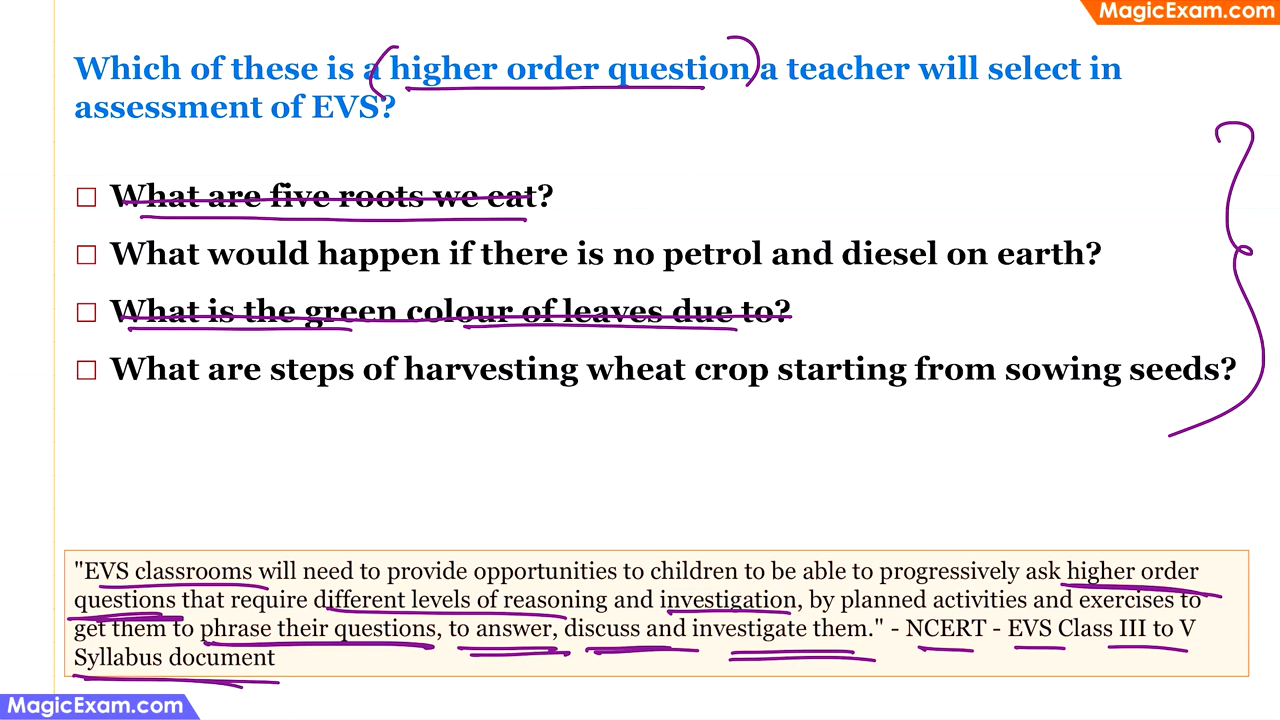 MagicExam.com
Which of these is a higher order question a teacher will select in
assessment of EVS?
What are five roots we eat?
What would happen if there is no petrol and diesel on earth?
What is the green colour of leaves due to?
What are steps of harvesting wheat crop starting from sowing seeds?
"EVS classrooms will need to provide opportunities to children to be able to progressively ask higher order
questions that require different levels of reasoning and investigation, by planned activities and exercises to
get them to phrase their questions, to answer, discuss and investigate them." - NCERT - EVS Class III to V
Syllabus document
MagicExam.com